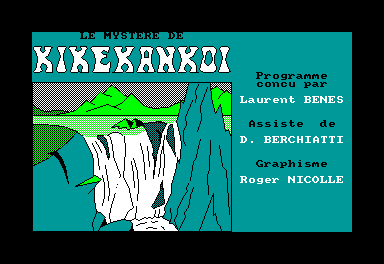 LE MYSTERE DE
KIKEKANKOI
Programme
concu par
Laurent BENES
Assiste de
D. BERCHIATTI
Graphisme
Roger NICOLLE